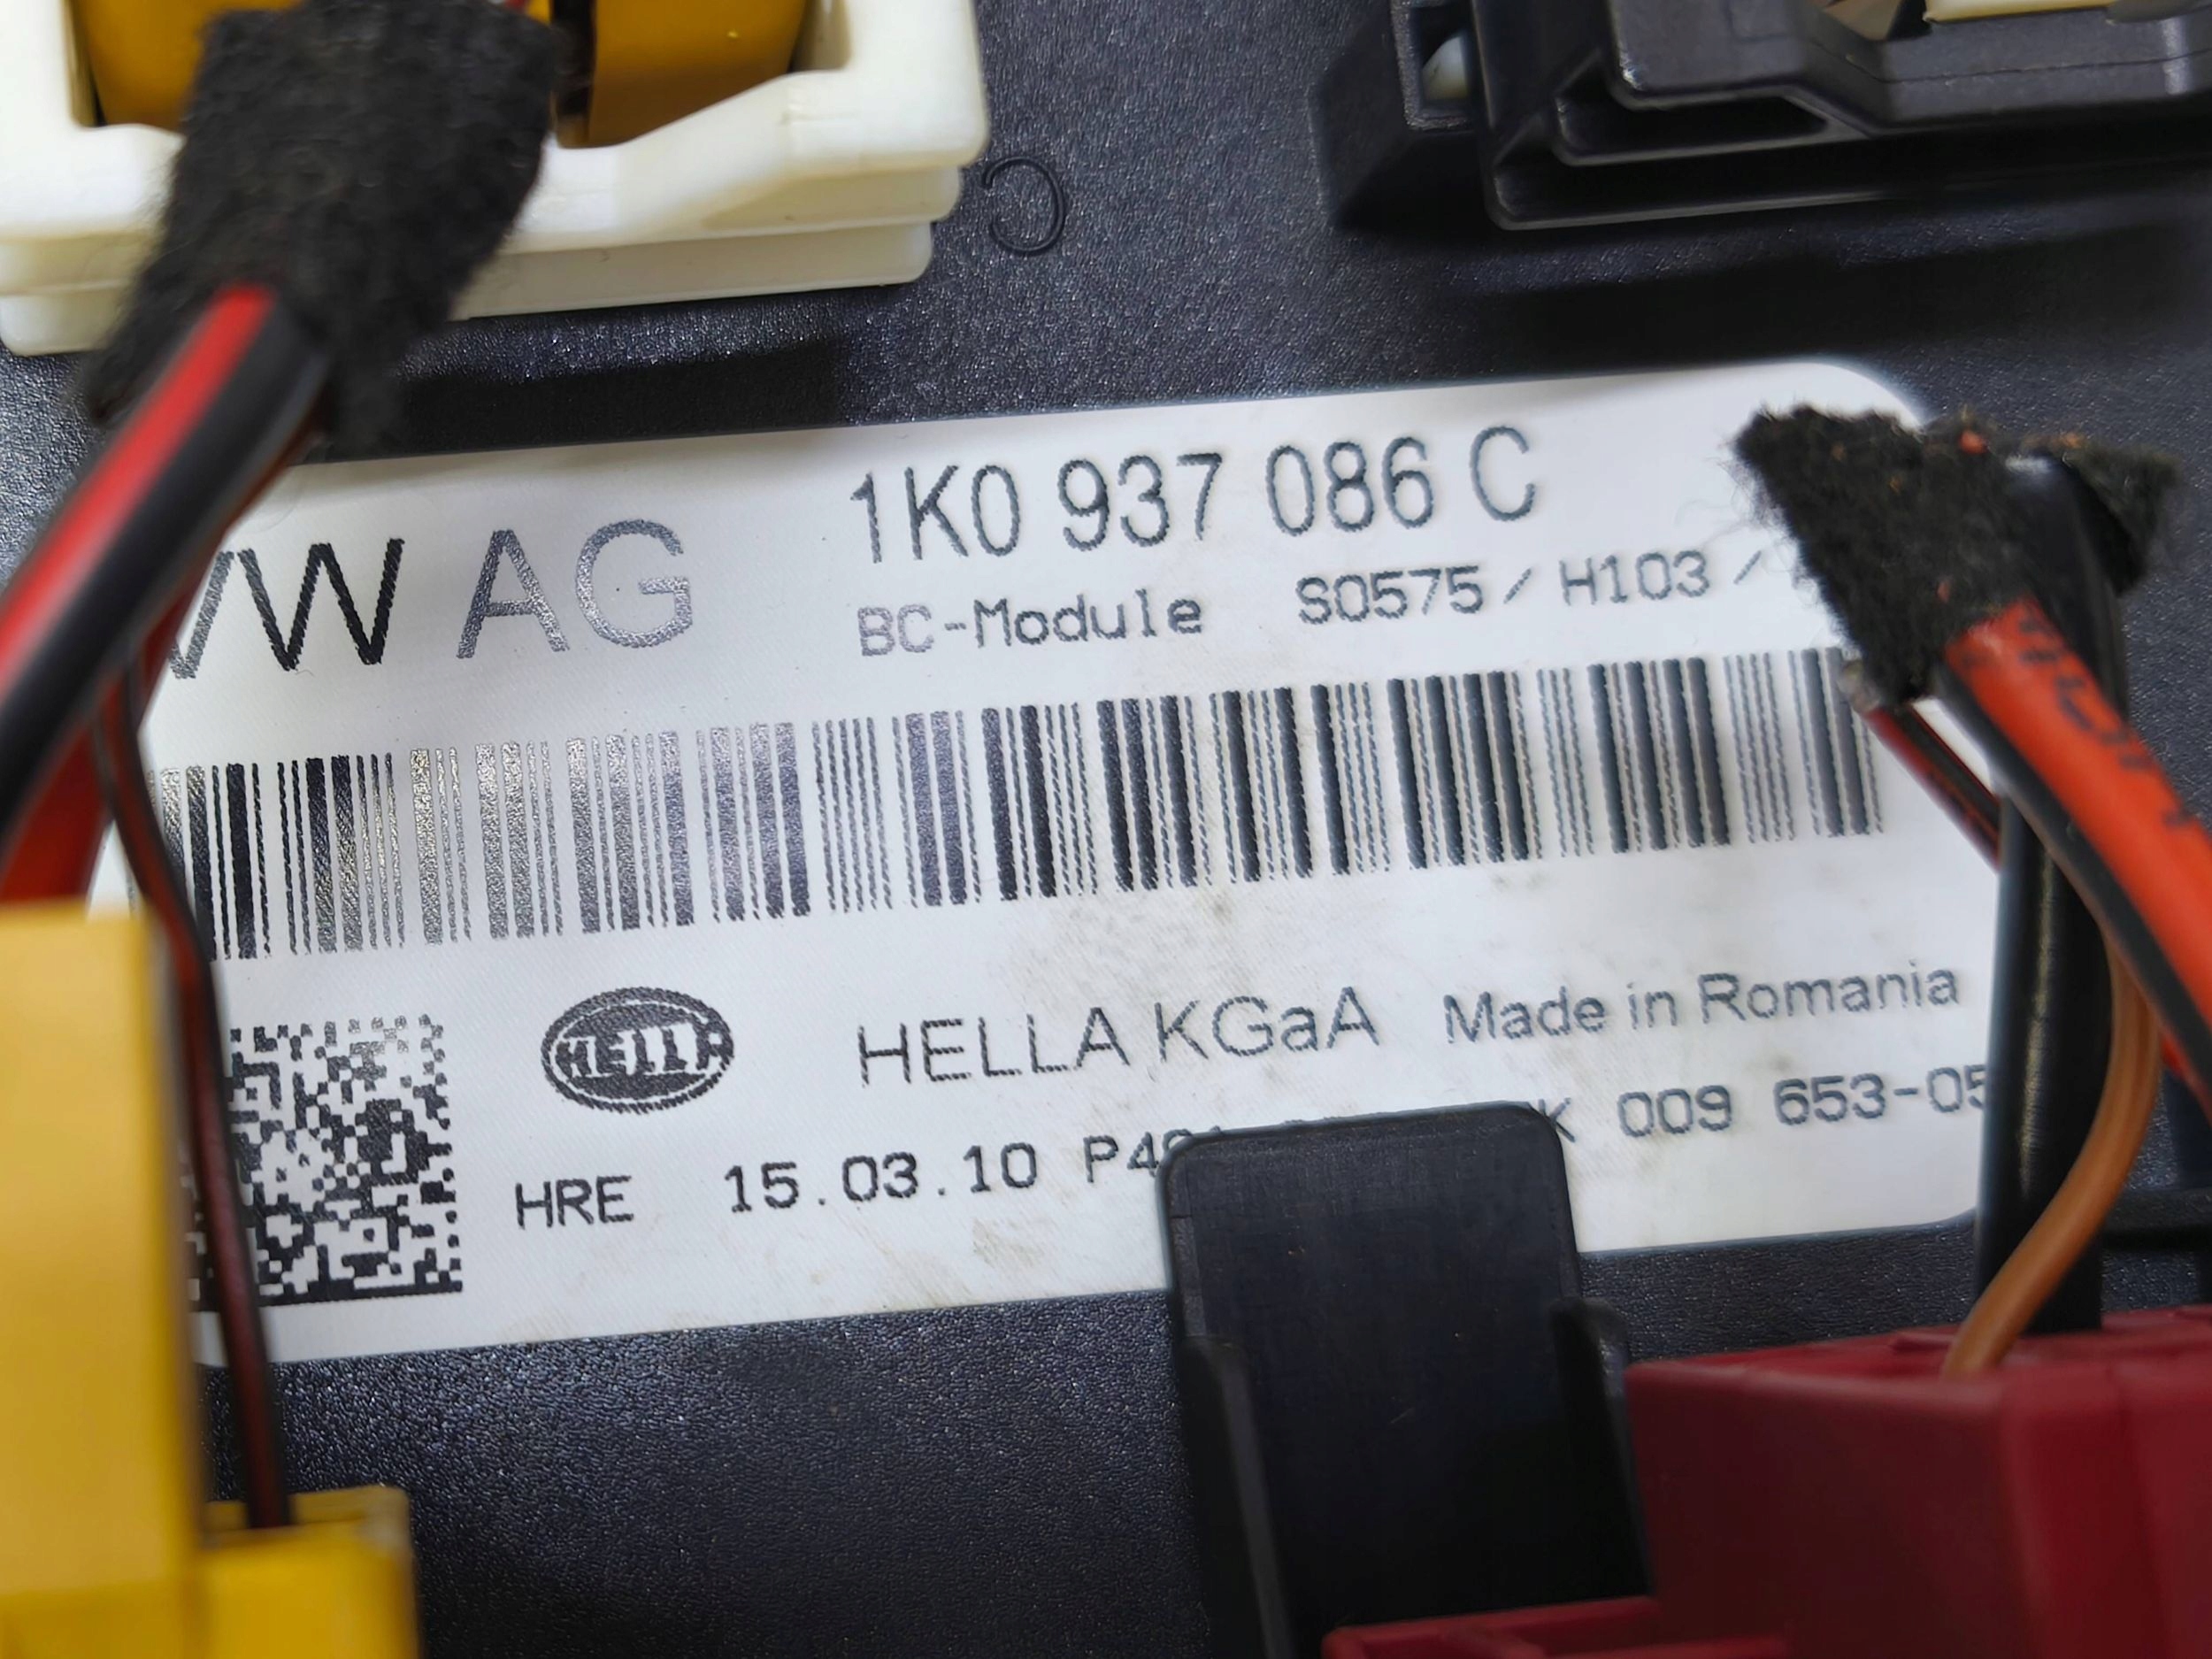 C
VW AG
1K0 937 086 C
BC-Module S0575/ H103 /
HELLA
HELLA KGaA Made in Romania
HRE 15.03.10 K 009 653-05